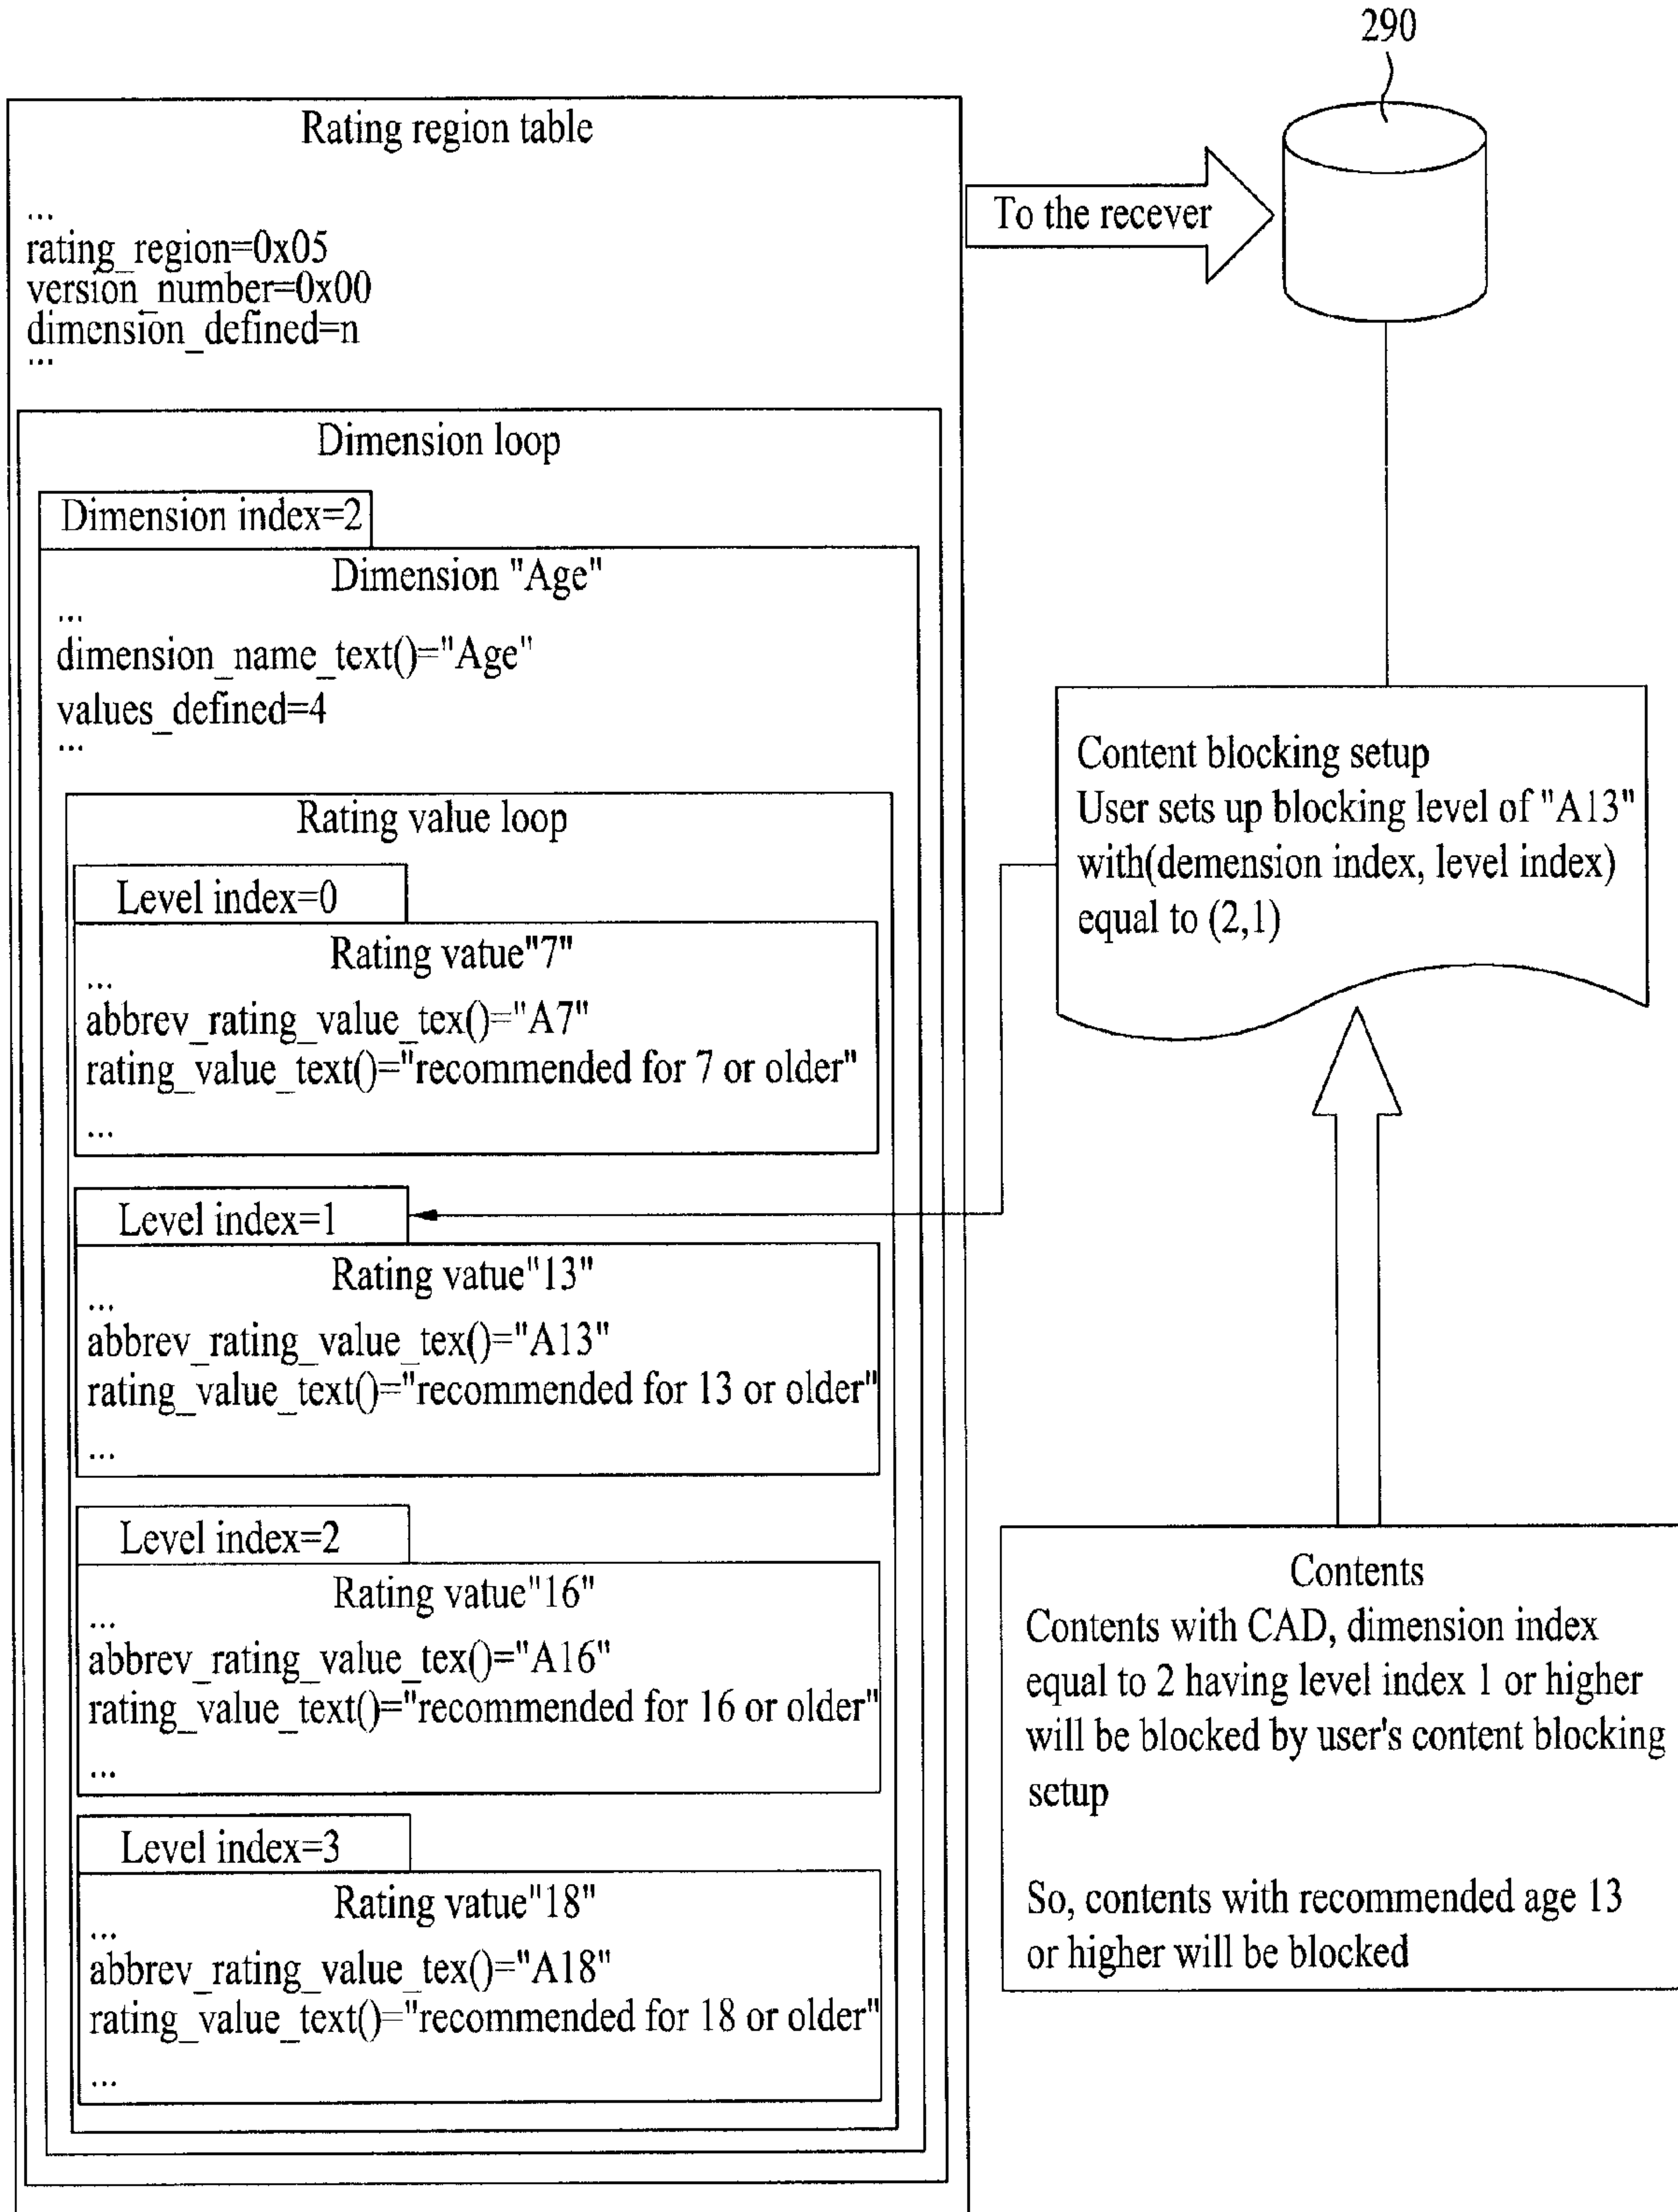 290
Rating region table
...
rating_region=0x05
version_number=0x00
dimension_defined=n
...
To the recever
Dimension loop
Dimension index=2
Dimension "Age"
...
dimension_name_text()="Age"
values_defined=4
...
Rating value loop
Level index=0
Rating vatue"7"
...
abbrev_rating_value_tex()="A7"
rating_value_text()="recommended for 7 or older"
...
Level index=1
Rating vatue"13"
...
abbrev_rating_value_tex()="A13"
rating_value_text()="recommended for 13 or older"
...
Level index=2
Rating vatue"16"
...
abbrev_rating_value_tex()="A16"
rating_value_text()="recommended for 16 or older"
...
Level index=3
Rating vatue"18"
...
abbrev_rating_value_tex()="A18"
rating_value_text()="recommended for 18 or older"
...
Content blocking setup
User sets up blocking level of "A13"
with(demension index, level index)
equal to (2,1)
Contents
Contents with CAD, dimension index
equal to 2 having level index 1 or higher
will be blocked by user's content blocking
setup
So, contents with recommended age 13
or higher will be blocked